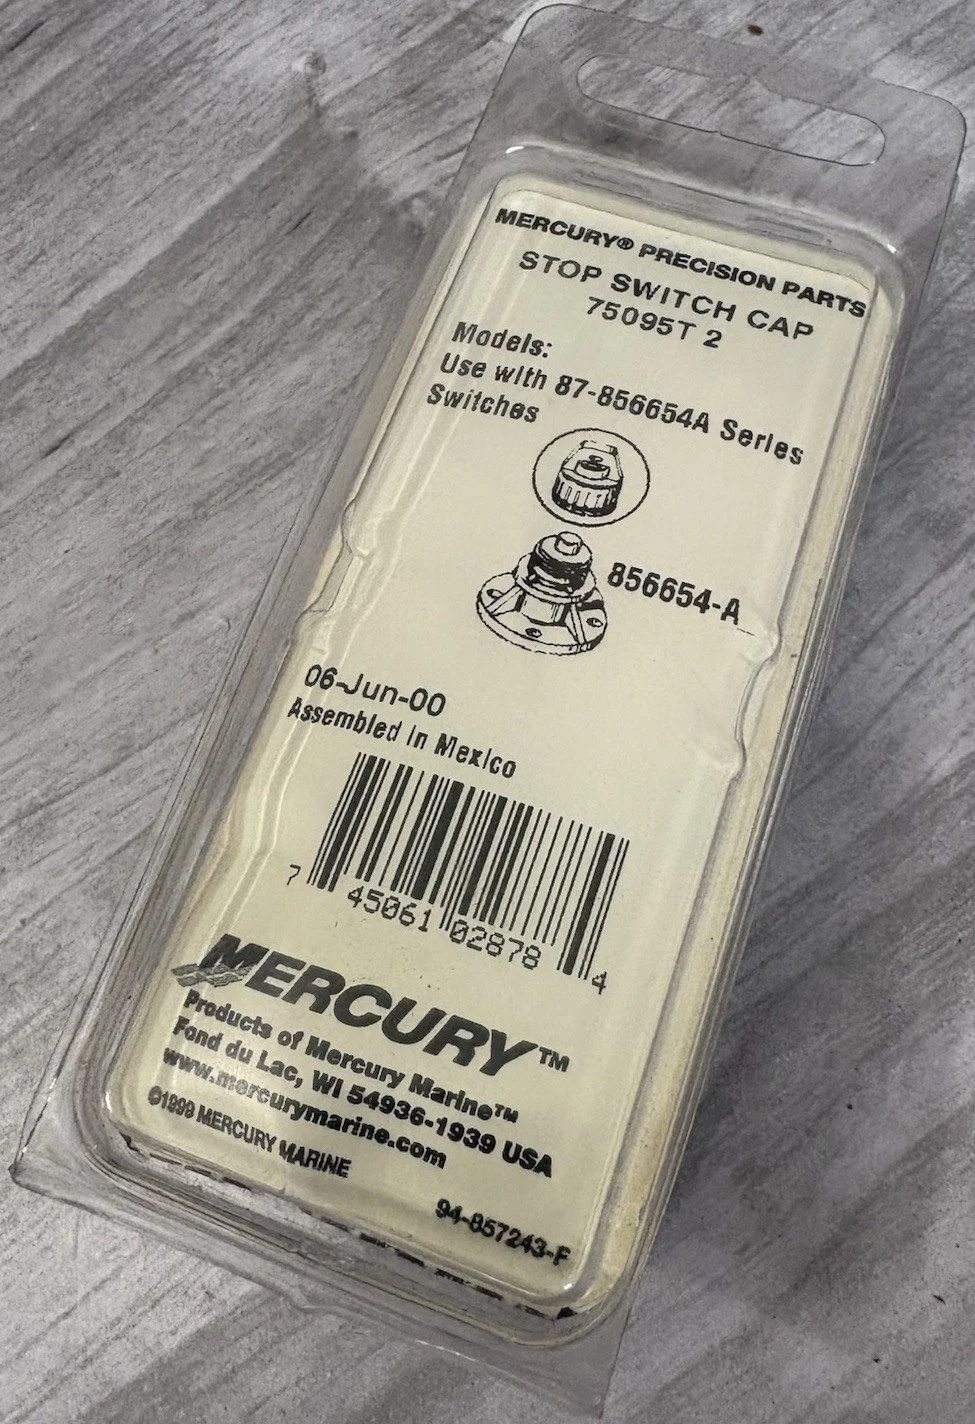 MERCURY® PRECISION PARTS
STOP SWITCH CAP
75095T 2
Models:
Use with 87-856654A Series
Switches
856654-A
06-Jun-00
Assembled in Mexico
7 45061 02878 4
MERCURY™
Products of Mercury Marine™
Fond du Lac, WI 54936-1939 USA
www.mercurymarine.com
©1999 MERCURY MARINE
94-857243-F